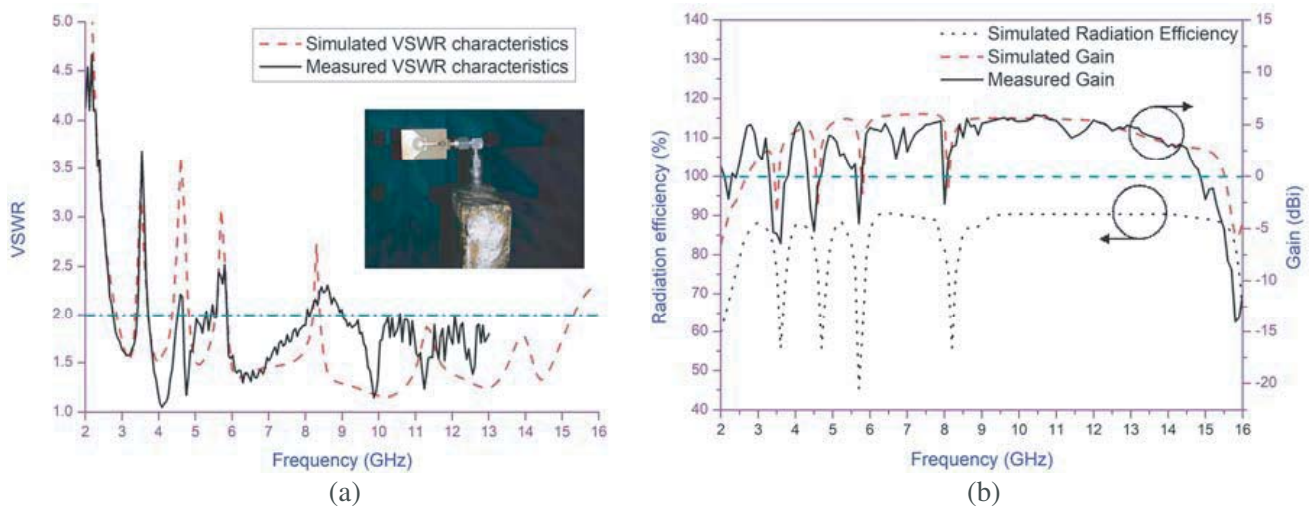 5.0
4.5
4.0
3.5
3.0
2.5
2.0
1.5
1.0
VSWR
Simulated VSWR characteristics
Measured VSWR characteristics
2 3 4 5 6 7 8 9 10 11 12 13 14 15 16
Frequency (GHz)
(a)
140
130
120
110
100
90
80
70
60
50
40
Radiation efficiency (%)
Simulated Radiation Efficiency
Simulated Gain
Measured Gain
15
10
5
0
-5
-10
-15
-20
Gain (dBi)
2 3 4 5 6 7 8 9 10 11 12 13 14 15 16
Frequency (GHz)
(b)